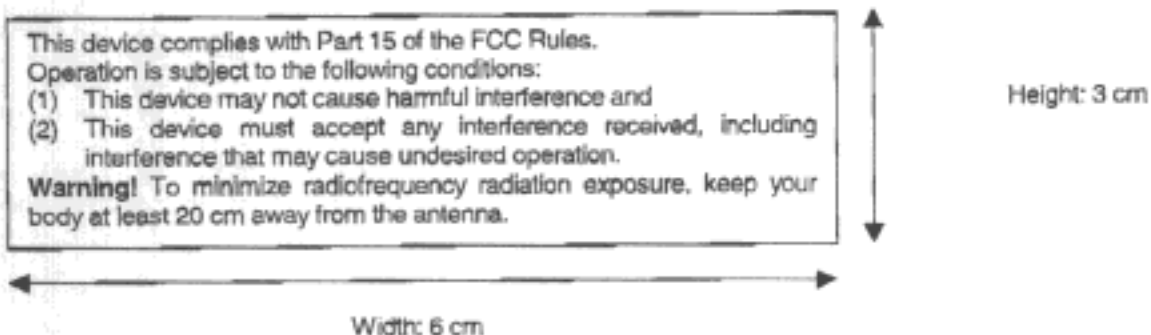 This device complies with Part 15 of the FCC Rules.
Operation is subject to the following conditions:
(1) This device may not cause harmful interference and
(2) This device must accept any interference received, including
interference that may cause undesired operation.
Warning! To minimize radiofrequency radiation exposure, keep your
body at least 20 cm away from the antenna.
Height: 3 cm
Width: 6 cm